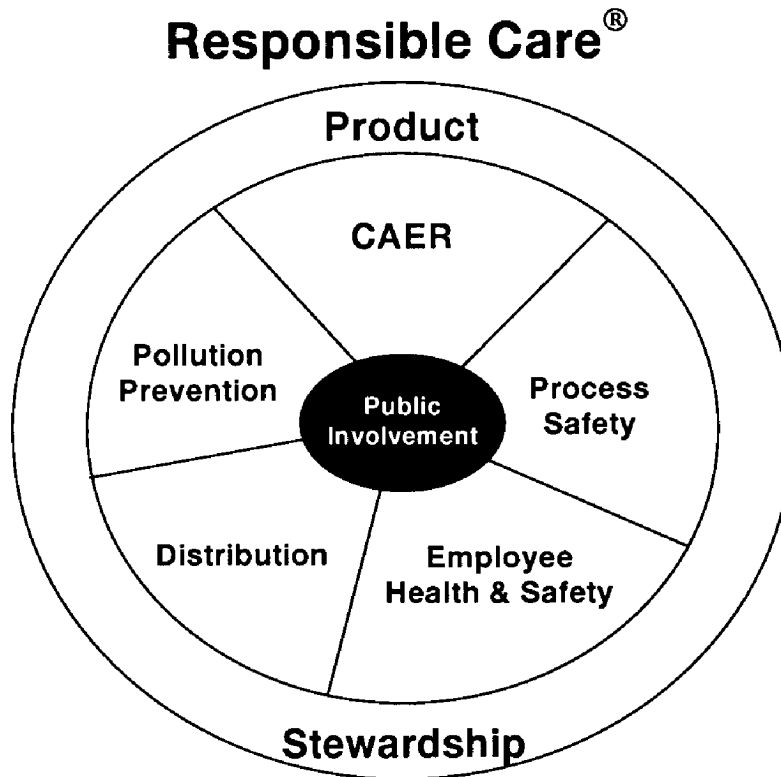 Responsible Care®
Product
CAER
Pollution
Prevention
Public
Involvement
Process
Safety
Distribution
Employee
Health & Safety
Stewardship